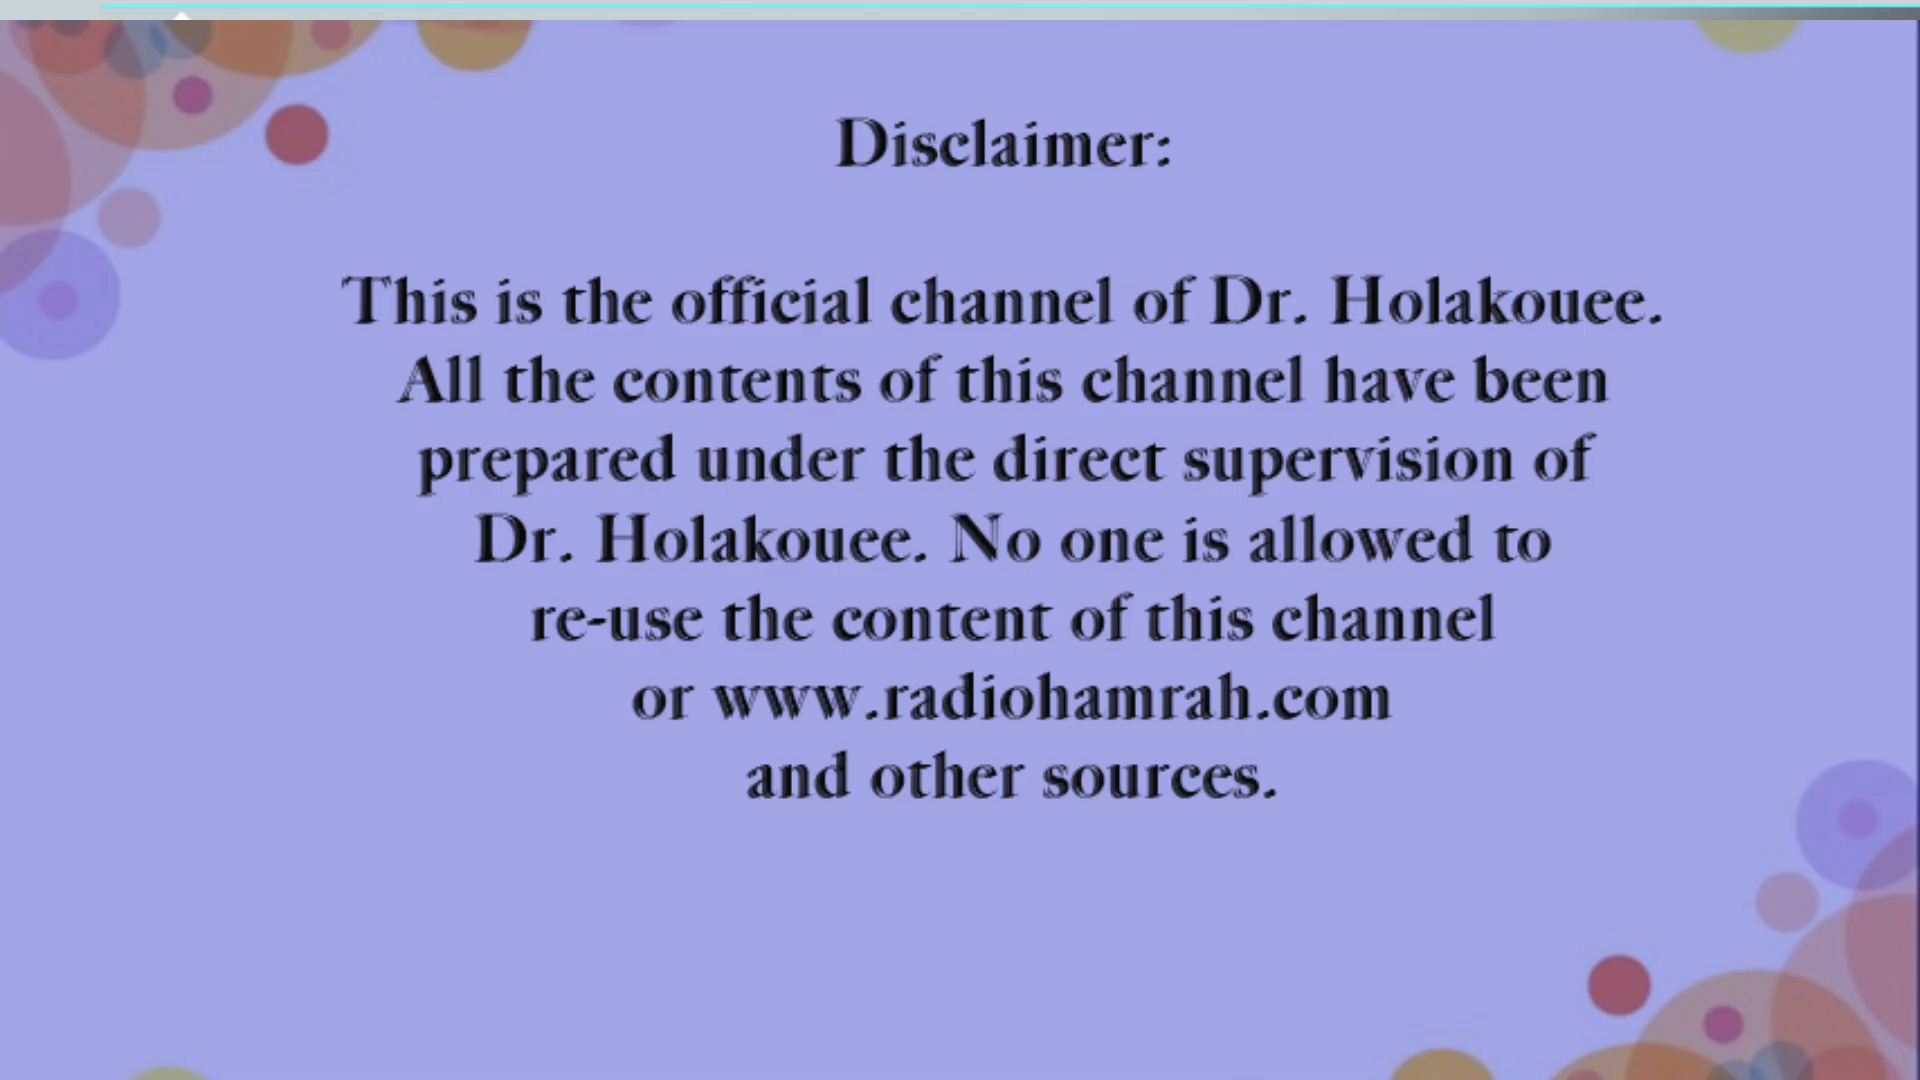 Disclaimer:
This is the official channel of Dr. Holakouee.
All the contents of this channel have been
prepared under the direct supervision of
Dr. Holakouee. No one is allowed to
re-use the content of this channel
or www.radiohamrah.com
and other sources.